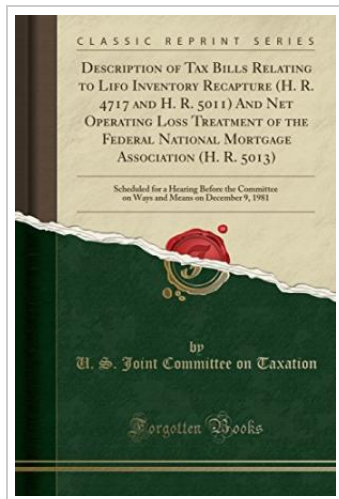 CLASSIC REPRINT SERIES
DESCRIPTION OF TAX BILLS RELATING
TO LIFO INVENTORY RECAPTURE (H. R.
4717 AND H. R. 5011) AND NET
OPERATING LOSS TREATMENT OF THE
FEDERAL NATIONAL MORTGAGE
ASSOCIATION (H. R. 5013)
Scheduled for a Hearing Before the Committee
on Ways and Means on December 9, 1981
by
U. S. Joint Committee on Taxation
Forgotten Books